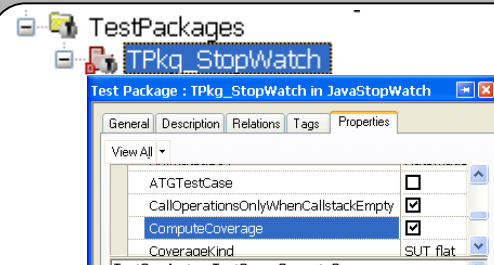 TestPackages
TPkg_StopWatch
Test Package : TPkg_StopWatch in JavaStopWatch
General Description Relations Tags Properties
View All
ATGTestCase
CallOperationsOnlyWhenCallstackEmpty
ComputeCoverage
CoverageKind SUT flat